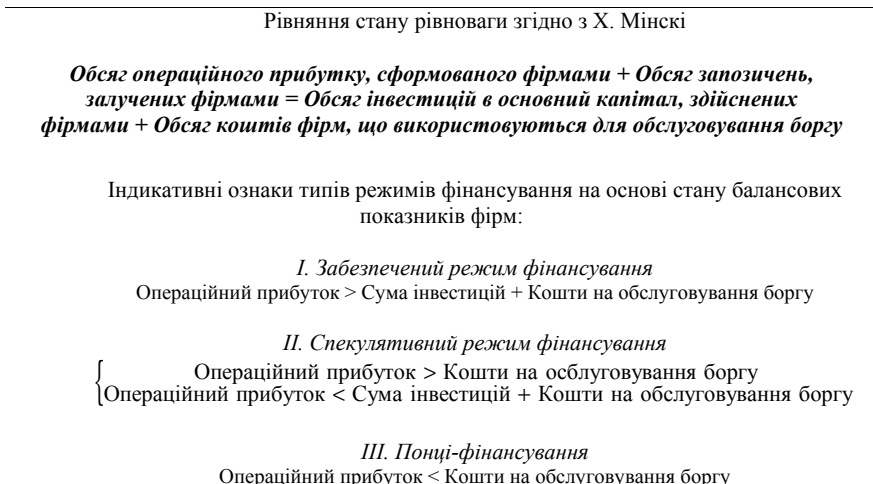 Рівняння стану рівноваги згідно з Х. Мінскі
Обсяг операційного прибутку, сформованого фірмами + Обсяг запозичень,
залучених фірмами = Обсяг інвестицій в основний капітал, здійснених
фірмами + Обсяг коштів фірм, що використовуються для обслуговування боргу
Індикативні ознаки типів режимів фінансування на основі стану балансових
показників фірм:
I. Забезпечений режим фінансування
Операційний прибуток > Сума інвестицій + Кошти на обслуговування боргу
II. Спекулятивний режим фінансування
Операційний прибуток > Кошти на осблуговування боргу
Операційний прибуток < Сума інвестицій + Кошти на обслуговування боргу
III. Понці-фінансування
Операційний прибуток < Кошти на обслуговування боргу